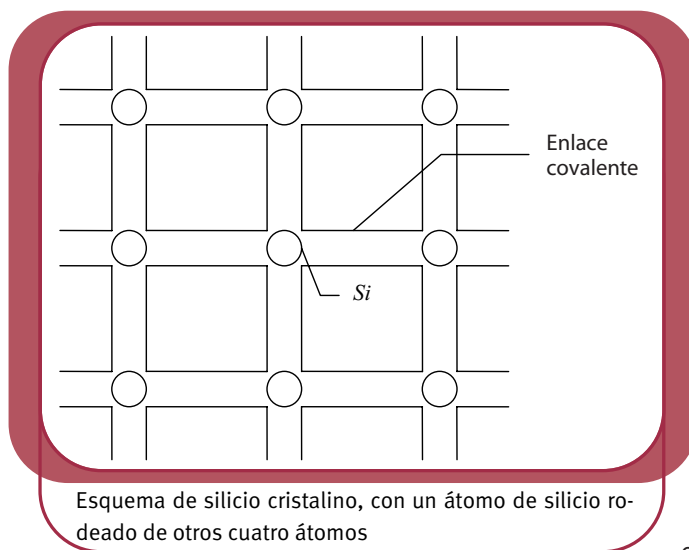 Enlace
covalente
Si
Esquema de silicio cristalino, con un átomo de silicio ro-
deado de otros cuatro átomos